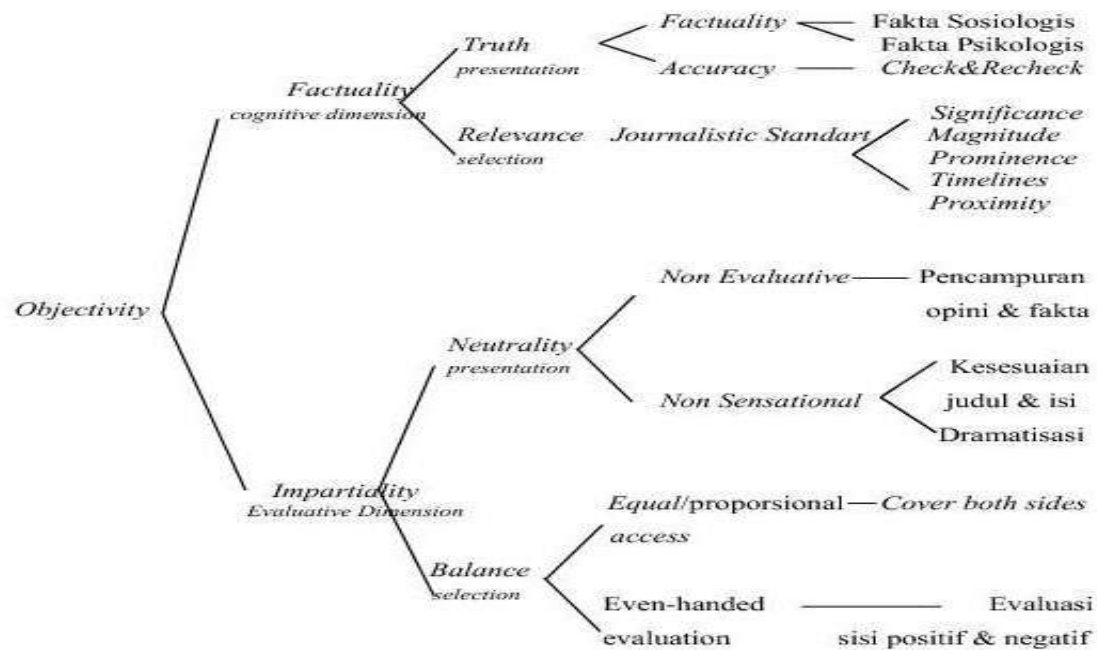 Factuality
Fakta Sosiologis
Fakta Psikologis
Truth
presentation
Accuracy
Check&Recheck
Factuality
cognitive dimension
Relevance
selection
Journalistic Standart
Significance
Magnitude
Prominence
Timelines
Proximity
Objectivity
Non Evaluative
Pencampuran
opini & fakta
Neutrality
presentation
Non Sensational
Kesesuaian
judul & isi
Dramatisasi
Impartiality
Evaluative Dimension
Equal/proporsional
access
Cover both sides
Balance
selection
Even-handed
evaluation
Evaluasi
sisi positif & negatif